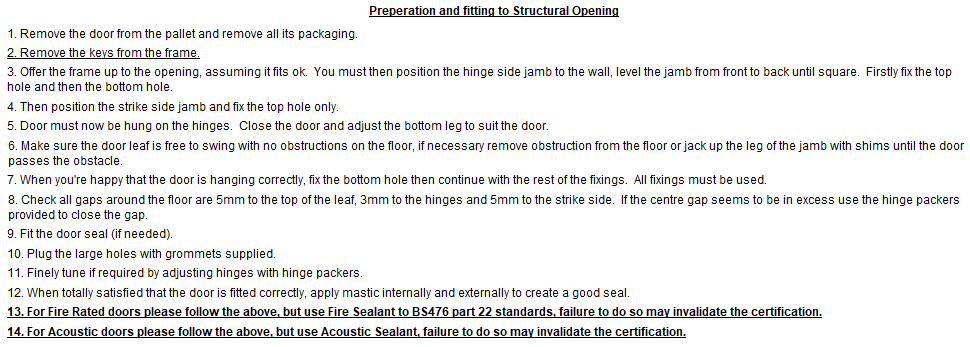 Preperation and fitting to Structural Opening
1. Remove the door from the pallet and remove all its packaging.
2. Remove the keys from the frame.
3. Offer the frame up to the opening, assuming it fits ok.  You must then position the hinge side jamb to the wall, level the jamb from front to back until square.  Firstly fix the top
hole and then the bottom hole.
4. Then position the strike side jamb and fix the top hole only.
5. Door must now be hung on the hinges.  Close the door and adjust the bottom leg to suit the door.
6. Make sure the door leaf is free to swing with no obstructions on the floor, if necessary remove obstruction from the floor or jack up the leg of the jamb with shims until the door
passes the obstacle.
7. When you're happy that the door is hanging correctly, fix the bottom hole then continue with the rest of the fixings.  All fixings must be used.
8. Check all gaps around the floor are 5mm to the top of the leaf, 3mm to the hinges and 5mm to the strike side.  If the centre gap seems to be in excess use the hinge packers
provided to close the gap.
9. Fit the door seal (if needed).
10. Plug the large holes with grommets supplied.
11. Finely tune if required by adjusting hinges with hinge packers.
12. When totally satisfied that the door is fitted correctly, apply mastic internally and externally to create a good seal.
13. For Fire Rated doors please follow the above, but use Fire Sealant to BS476 part 22 standards, failure to do so may invalidate the certification.
14. For Acoustic doors please follow the above, but use Acoustic Sealant, failure to do so may invalidate the certification.